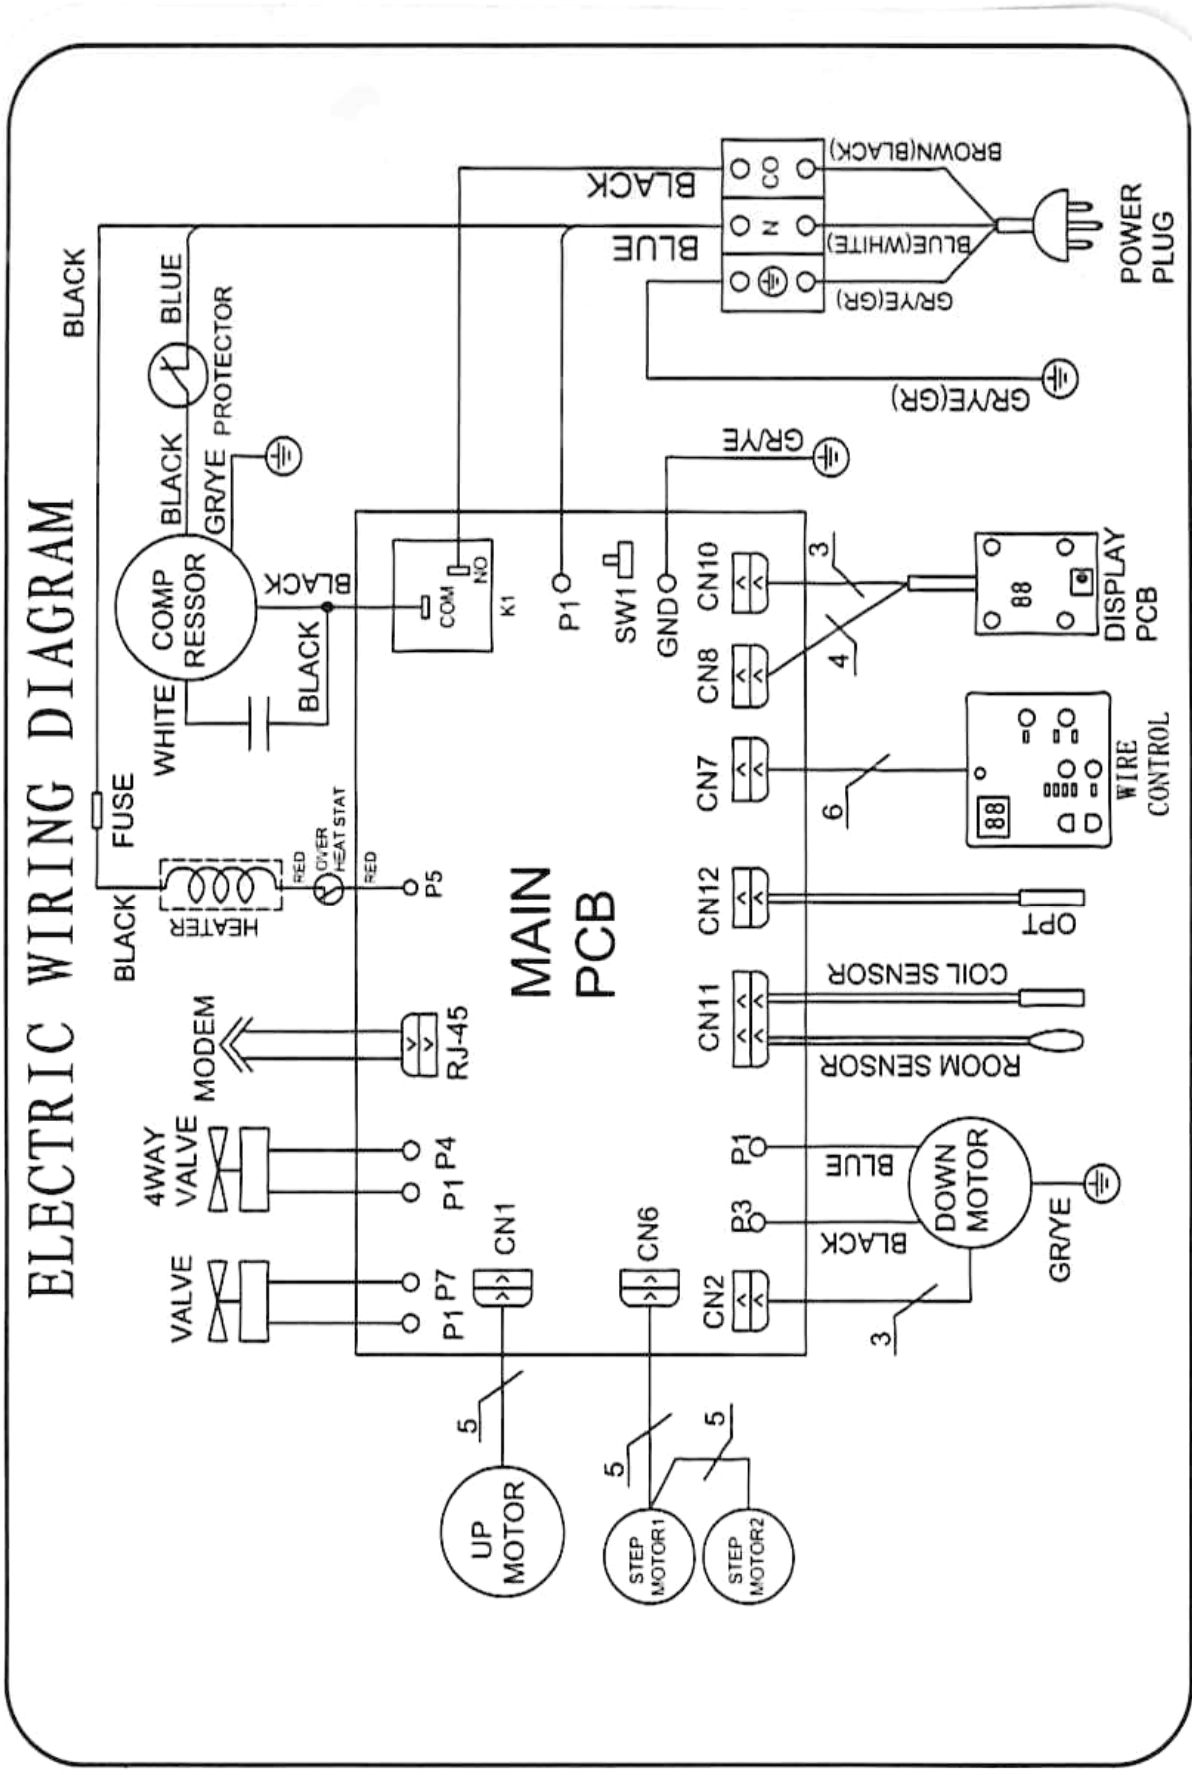 ELECTRIC WIRING DIAGRAM
BLACK
FUSE
BLACK
HEATER
RED
OVER
HEAT STAT
RED
P5
MODEM
RJ-45
4WAY
VALVE
P1 P4
VALVE
P1 P7
WHITE
COMP
RESSOR
BLACK
BLUE
PROTECTOR
GR/YE
BLACK
BLACK
COM
NO
K1
P1
SW1
GND
GR/YE
BLACK
BLUE
CO
N
BROWN(BLACK)
BLUE(WHITE)
GR/YE(GR)
POWER
PLUG
GR/YE(GR)
MAIN
PCB
CN1
5
UP
MOTOR
CN6
5
5
STEP
MOTOR1
STEP
MOTOR2
CN2
3
P3
P1
BLACK
BLUE
DOWN
MOTOR
GR/YE
CN11
ROOM SENSOR
COIL SENSOR
CN12
OPT
CN7
6
88
WIRE
CONTROL
CN8
4
CN10
3
88
DISPLAY
PCB